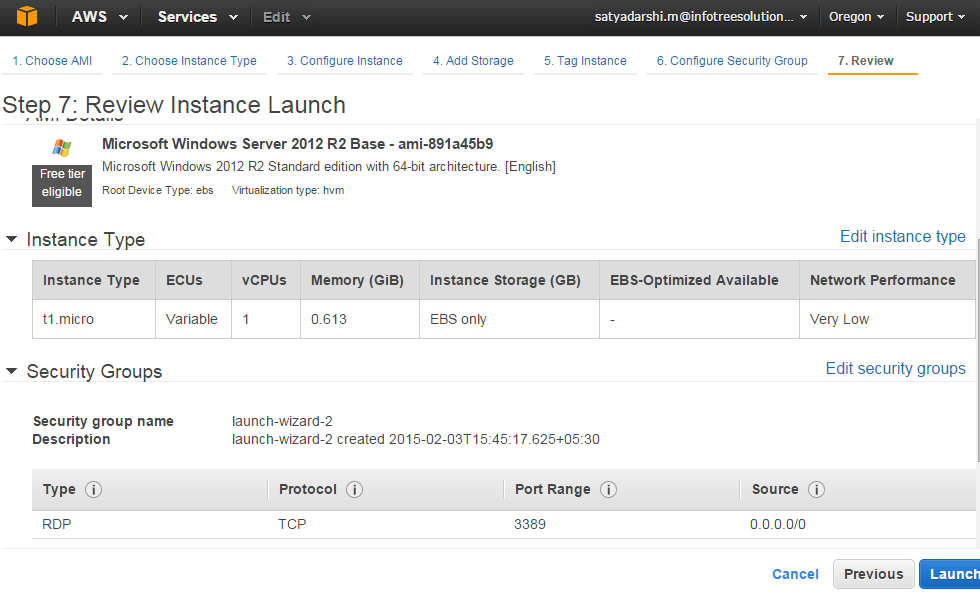 AWS Services Edit satyadarshi.m@infotreesolution... Oregon Support
1. Choose AMI 2. Choose Instance Type 3. Configure Instance 4. Add Storage 5. Tag Instance 6. Configure Security Group 7. Review
Step 7: Review Instance Launch
AMI Details
Microsoft Windows Server 2012 R2 Base - ami-891a45b9
Free tier eligible
Microsoft Windows 2012 R2 Standard edition with 64-bit architecture. [English]
Root Device Type: ebs Virtualization type: hvm
Instance Type Edit instance type
Instance Type ECUs vCPUs Memory (GiB) Instance Storage (GB) EBS-Optimized Available Network Performance
t1.micro Variable 1 0.613 EBS only - Very Low
Security Groups Edit security groups
Security group name launch-wizard-2
Description launch-wizard-2 created 2015-02-03T15:45:17.625+05:30
Type i Protocol i Port Range i Source i
RDP TCP 3389 0.0.0.0/0
Cancel Previous Launch